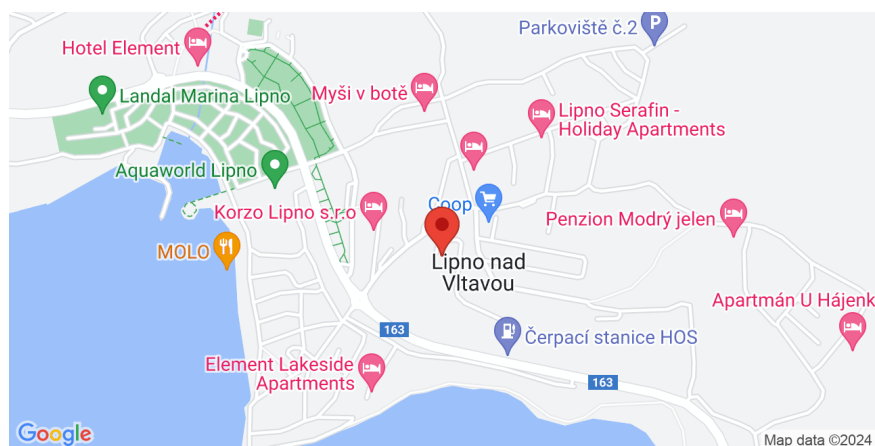 Parkoviště č.2
Hotel Element
Landal Marina Lipno
Myši v botě
Lipno Serafin -
Holiday Apartments
Aquaworld Lipno
Korzo Lipno s.r.o
Coop
Penzion Modrý jelen
MOLO
Lipno nad
Vltavou
Apartmán U Hájenk
163
Čerpací stanice HOS
Element Lakeside
Apartments
163
Google
Map data ©2024